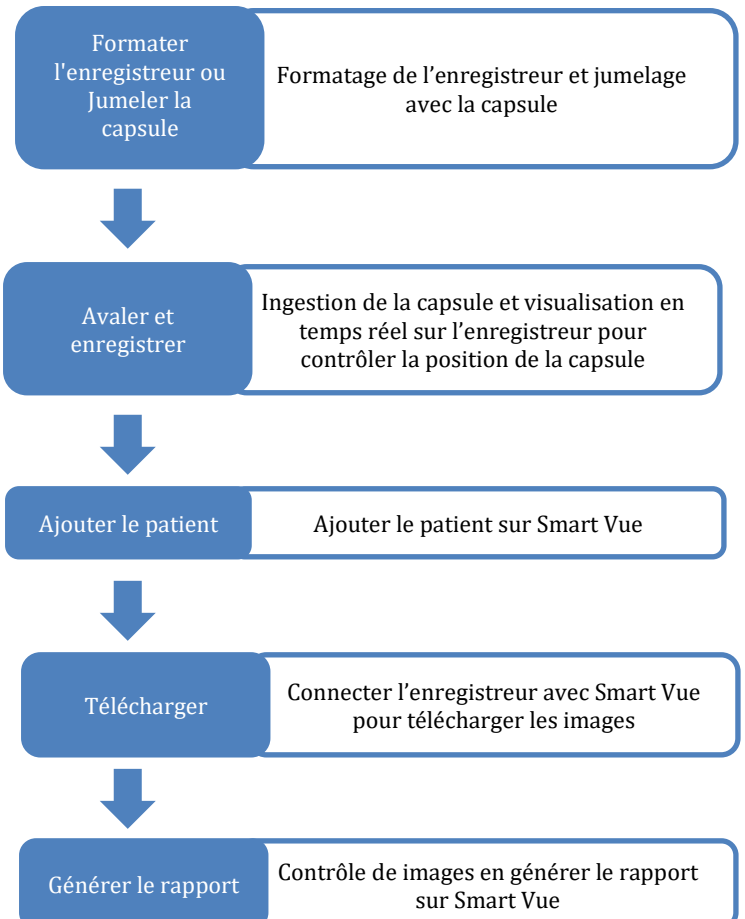 Formater
l'enregistreur ou
Jumeler la
capsule
Formatage de l’enregistreur et jumelage
avec la capsule
Avaler et
enregistrer
Ingestion de la capsule et visualisation en
temps réel sur l’enregistreur pour
contrôler la position de la capsule
Ajouter le patient
Ajouter le patient sur Smart Vue
Télécharger
Connecter l’enregistreur avec Smart Vue
pour télécharger les images
Générer le rapport
Contrôle de images en générer le rapport
sur Smart Vue